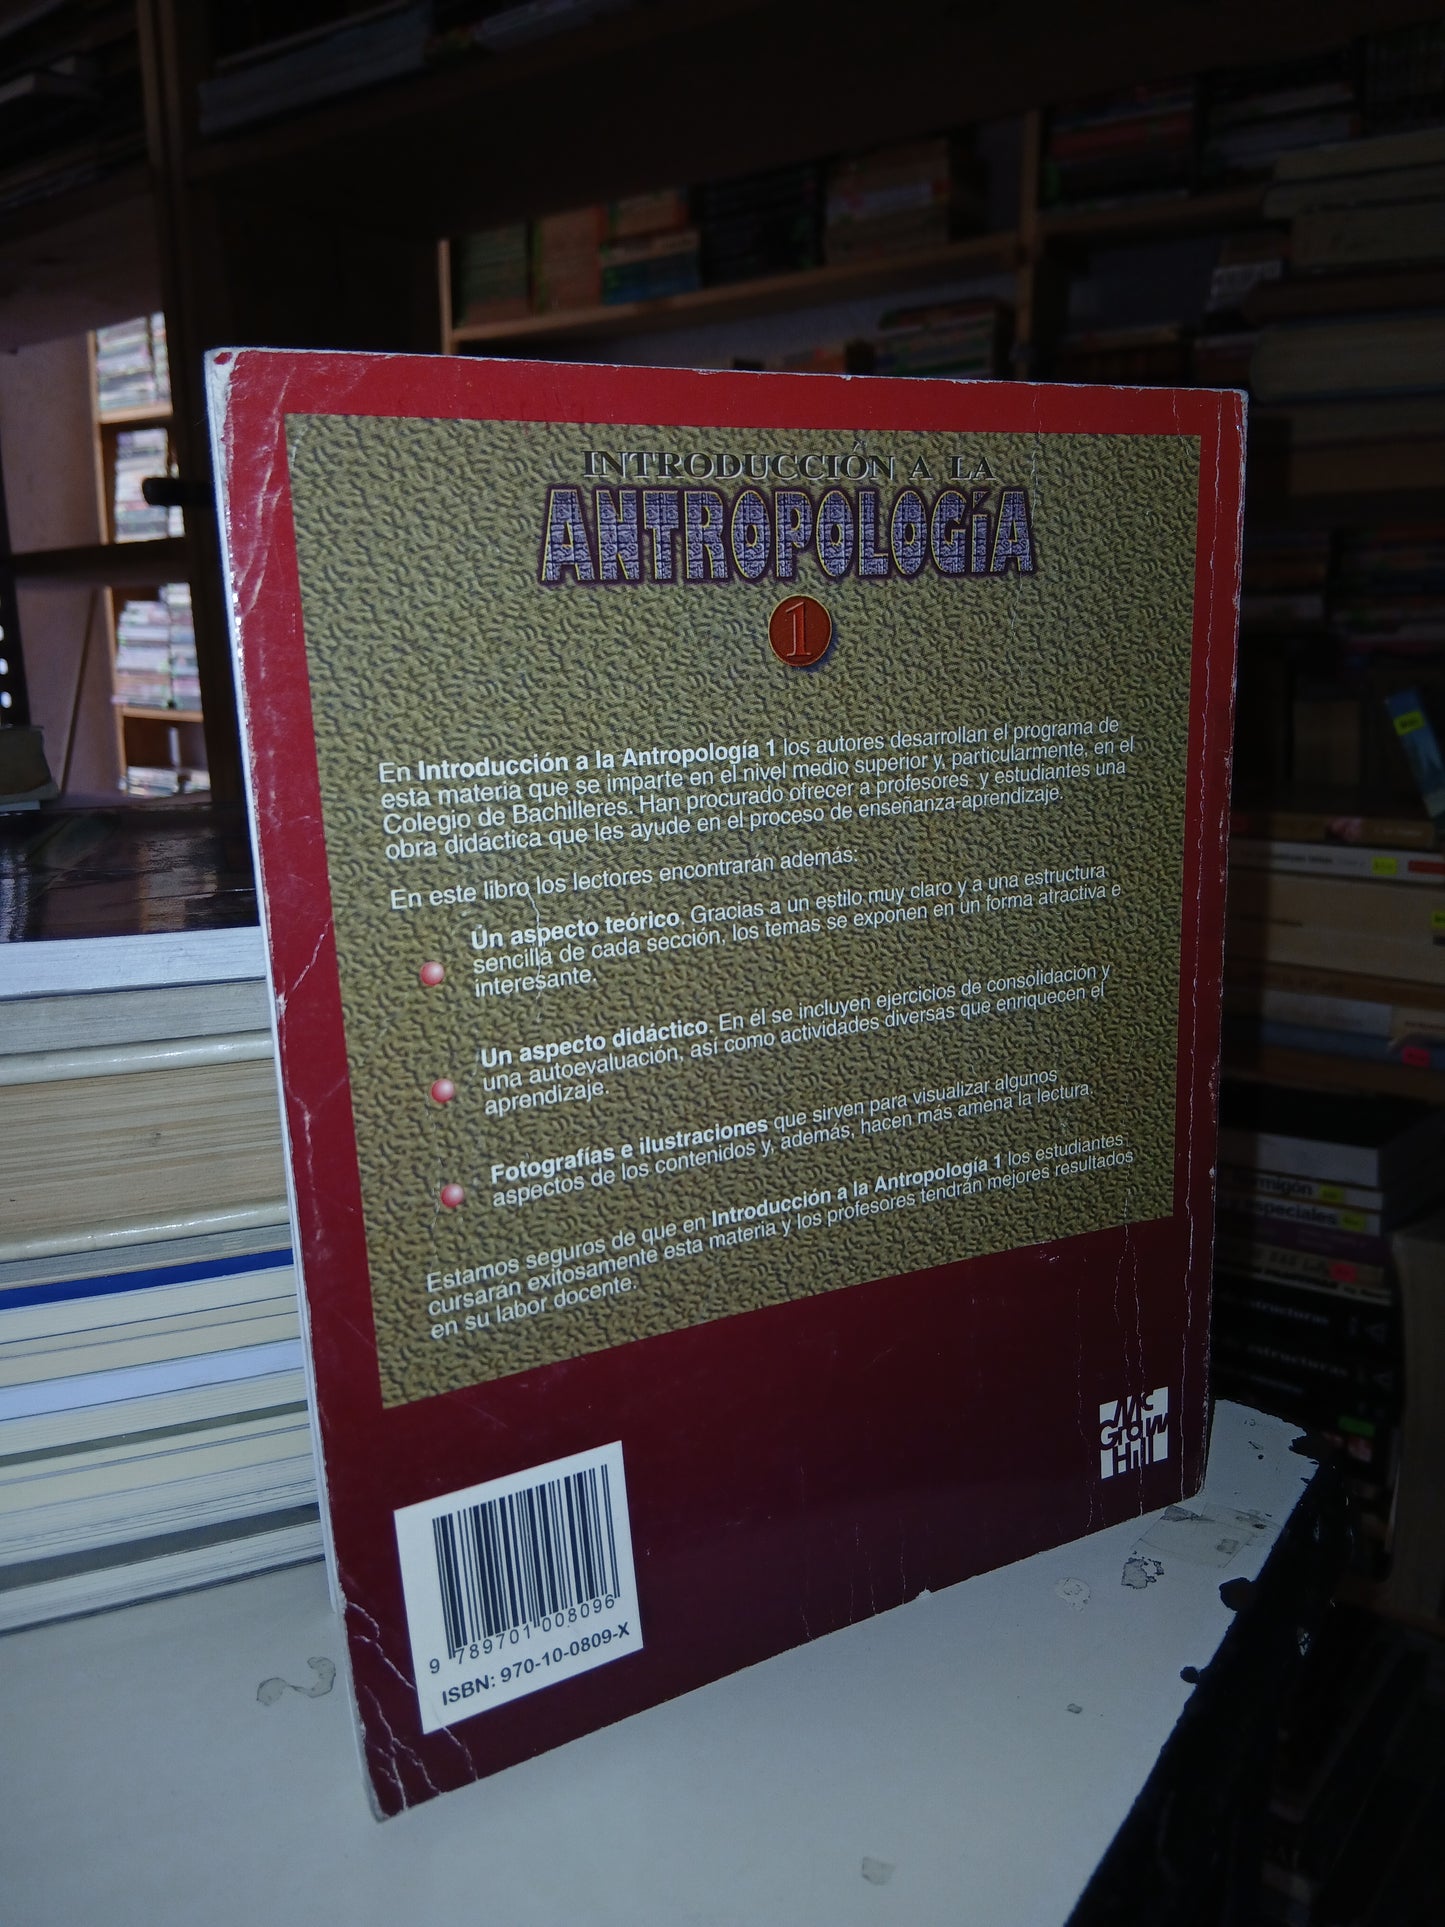 INTRODUCCIÓN A LA
ANTROPOLOGíA
1
En Introducción a la Antropología 1 los autores desarrollan el programa de
esta materia que se imparte en el nivel medio superior y, particularmente, en el
Colegio de Bachilleres. Han procurado ofrecer a profesores y estudiantes una
obra didáctica que les ayude en el proceso de enseñanza-aprendizaje.
En este libro los lectores encontrarán además:
Un aspecto teórico. Gracias a un estilo muy claro y a una estructura
sencilla de cada sección, los temas se exponen en un forma atractiva e
interesante.
Un aspecto didáctico. En él se incluyen ejercicios de consolidación y
una autoevaluación, así como actividades diversas que enriquecen el
aprendizaje.
Fotografías e ilustraciones que sirven para visualizar algunos
aspectos de los contenidos y, además, hacen más amena la lectura.
Estamos seguros de que en Introducción a la Antropología 1 los estudiantes
cursarán exitosamente esta materia y los profesores tendrán mejores resultados
en su labor docente.
Mc
Graw
Hill
9 789701 008096
ISBN: 970-10-0809-X